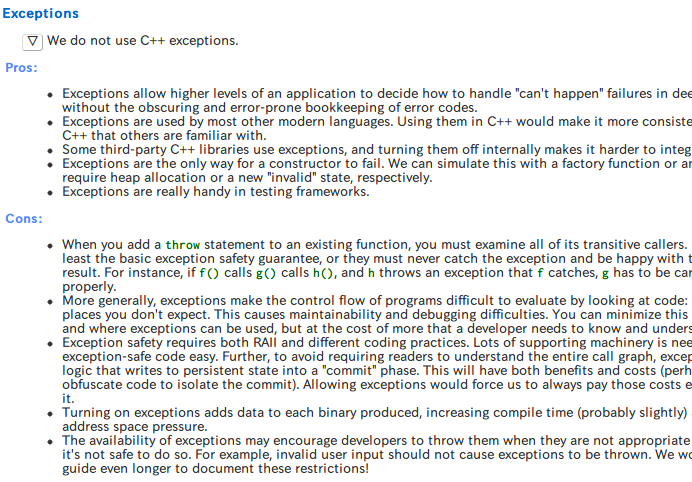 Exceptions
▽ We do not use C++ exceptions.
Pros:
• Exceptions allow higher levels of an application to decide how to handle "can't happen" failures in dee
without the obscuring and error-prone bookkeeping of error codes.
• Exceptions are used by most other modern languages. Using them in C++ would make it more consiste
C++ that others are familiar with.
• Some third-party C++ libraries use exceptions, and turning them off internally makes it harder to integ
• Exceptions are the only way for a constructor to fail. We can simulate this with a factory function or an
require heap allocation or a new "invalid" state, respectively.
• Exceptions are really handy in testing frameworks.
Cons:
• When you add a throw statement to an existing function, you must examine all of its transitive callers.
least the basic exception safety guarantee, or they must never catch the exception and be happy with t
result. For instance, if f() calls g() calls h(), and h throws an exception that f catches, g has to be car
properly.
• More generally, exceptions make the control flow of programs difficult to evaluate by looking at code:
places you don't expect. This causes maintainability and debugging difficulties. You can minimize this
and where exceptions can be used, but at the cost of more that a developer needs to know and unders
• Exception safety requires both RAII and different coding practices. Lots of supporting machinery is nee
exception-safe code easy. Further, to avoid requiring readers to understand the entire call graph, excep
logic that writes to persistent state into a "commit" phase. This will have both benefits and costs (perh
obfuscate code to isolate the commit). Allowing exceptions would force us to always pay those costs e
it.
• Turning on exceptions adds data to each binary produced, increasing compile time (probably slightly)
address space pressure.
• The availability of exceptions may encourage developers to throw them when they are not appropriate
it's not safe to do so. For example, invalid user input should not cause exceptions to be thrown. We wo
guide even longer to document these restrictions!